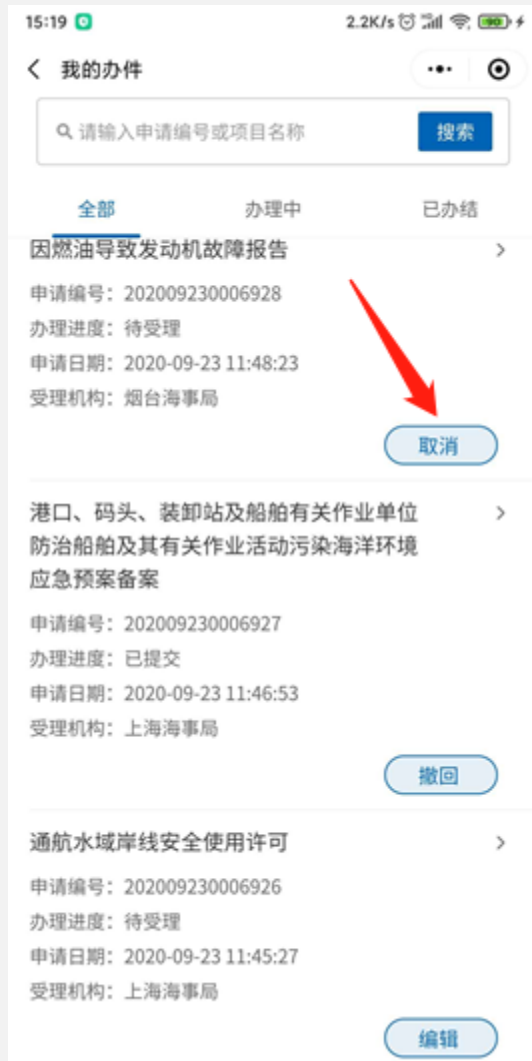 15:19
2.2K/s
90
我的办件
请输入申请编号或项目名称
搜索
全部
办理中
已办结
因燃油导致发动机故障报告
申请编号：202009230006928
办理进度：待受理
申请日期：2020-09-23 11:48:23
受理机构：烟台海事局
取消
港口、码头、装卸站及船舶有关作业单位
防治船舶及其有关作业活动污染海洋环境
应急预案备案
申请编号：202009230006927
办理进度：已提交
申请日期：2020-09-23 11:46:53
受理机构：上海海事局
撤回
通航水域岸线安全使用许可
申请编号：202009230006926
办理进度：待受理
申请日期：2020-09-23 11:45:27
受理机构：上海海事局
编辑